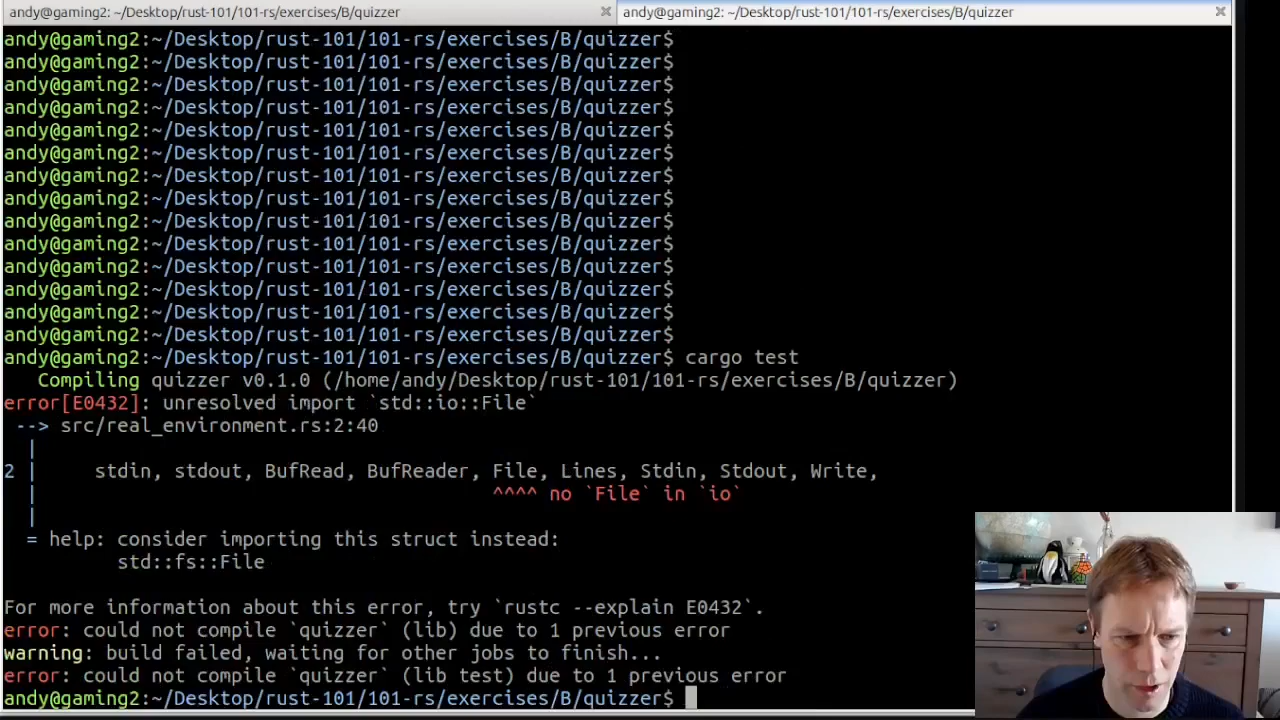 andy@gaming2: ~/Desktop/rust-101/101-rs/exercises/B/quizzer
andy@gaming2: ~/Desktop/rust-101/101-rs/exercises/B/quizzer
andy@gaming2:~/Desktop/rust-101/101-rs/exercises/B/quizzer$
andy@gaming2:~/Desktop/rust-101/101-rs/exercises/B/quizzer$
andy@gaming2:~/Desktop/rust-101/101-rs/exercises/B/quizzer$
andy@gaming2:~/Desktop/rust-101/101-rs/exercises/B/quizzer$
andy@gaming2:~/Desktop/rust-101/101-rs/exercises/B/quizzer$
andy@gaming2:~/Desktop/rust-101/101-rs/exercises/B/quizzer$
andy@gaming2:~/Desktop/rust-101/101-rs/exercises/B/quizzer$
andy@gaming2:~/Desktop/rust-101/101-rs/exercises/B/quizzer$
andy@gaming2:~/Desktop/rust-101/101-rs/exercises/B/quizzer$
andy@gaming2:~/Desktop/rust-101/101-rs/exercises/B/quizzer$
andy@gaming2:~/Desktop/rust-101/101-rs/exercises/B/quizzer$
andy@gaming2:~/Desktop/rust-101/101-rs/exercises/B/quizzer$
andy@gaming2:~/Desktop/rust-101/101-rs/exercises/B/quizzer$
andy@gaming2:~/Desktop/rust-101/101-rs/exercises/B/quizzer$
andy@gaming2:~/Desktop/rust-101/101-rs/exercises/B/quizzer$ cargo test
   Compiling quizzer v0.1.0 (/home/andy/Desktop/rust-101/101-rs/exercises/B/quizzer)
error[E0432]: unresolved import `std::io::File`
 --> src/real_environment.rs:2:40
  |
2 |     stdin, stdout, BufRead, BufReader, File, Lines, Stdin, Stdout, Write,
  |                                        ^^^^ no `File` in `io`
  |
  = help: consider importing this struct instead:
          std::fs::File
For more information about this error, try `rustc --explain E0432`.
error: could not compile `quizzer` (lib) due to 1 previous error
warning: build failed, waiting for other jobs to finish...
error: could not compile `quizzer` (lib test) due to 1 previous error
andy@gaming2:~/Desktop/rust-101/101-rs/exercises/B/quizzer$